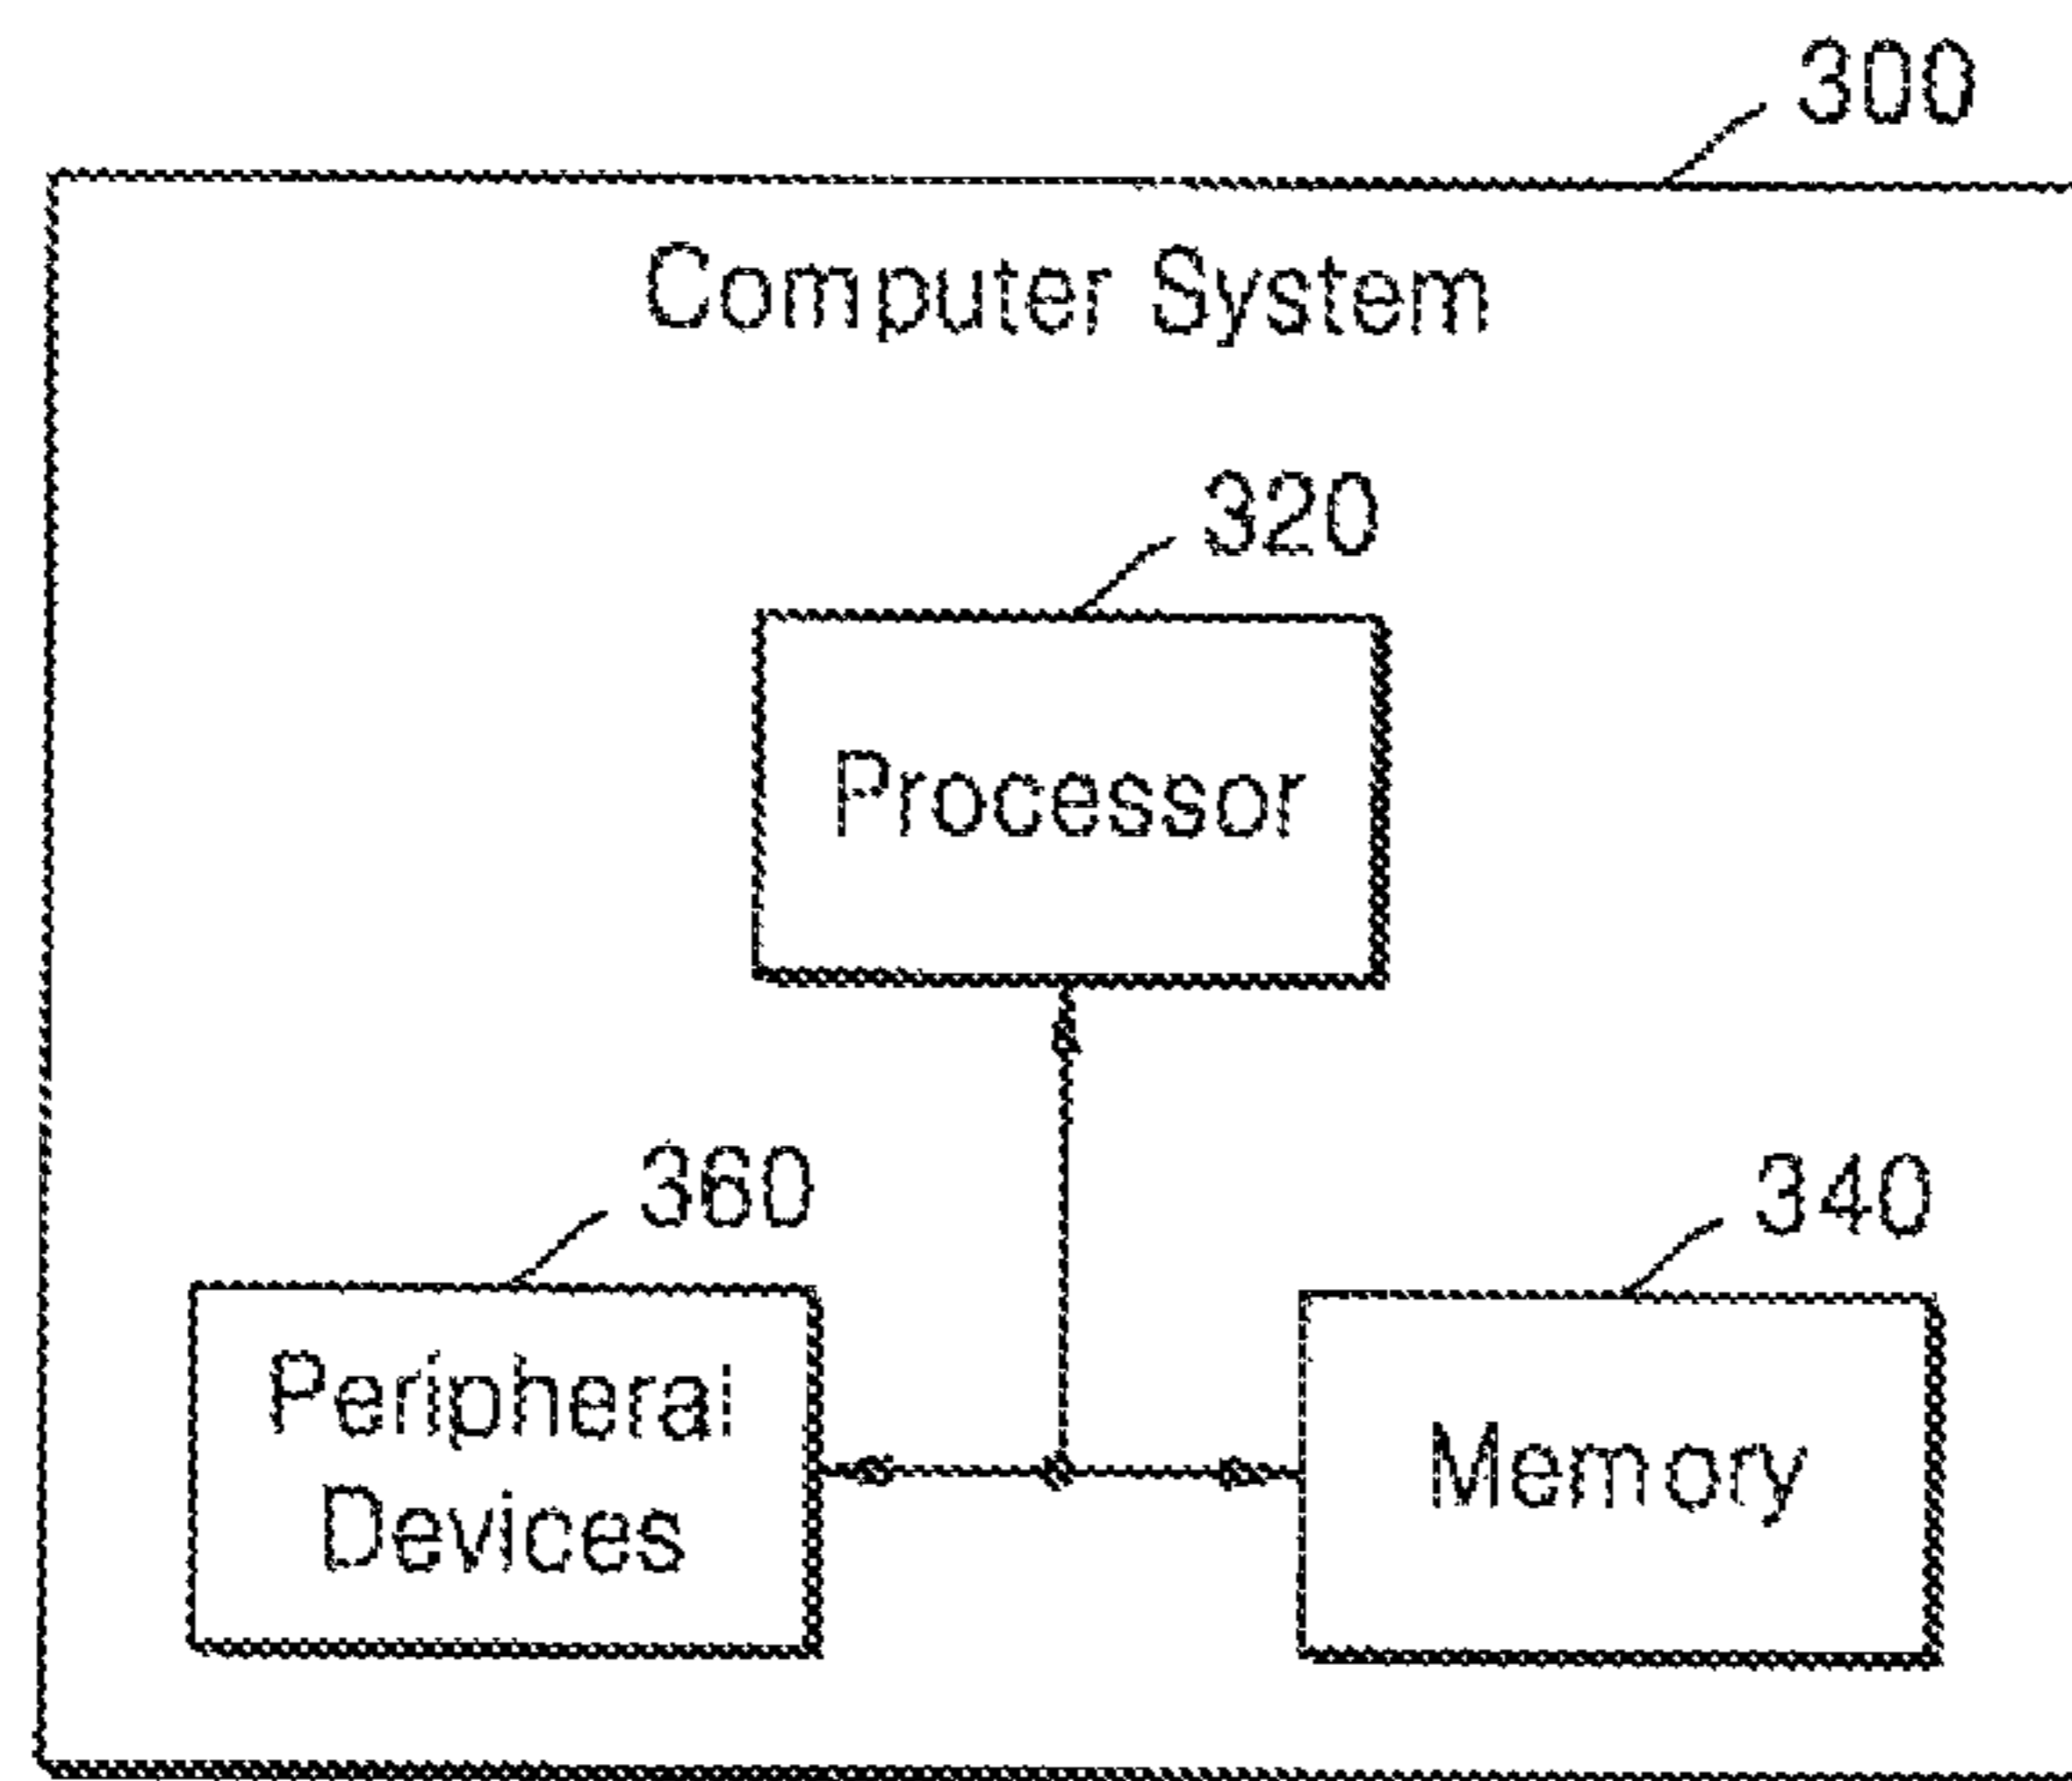 300
Computer System
320
Processor
360
340
Peripheral
Devices
Memory